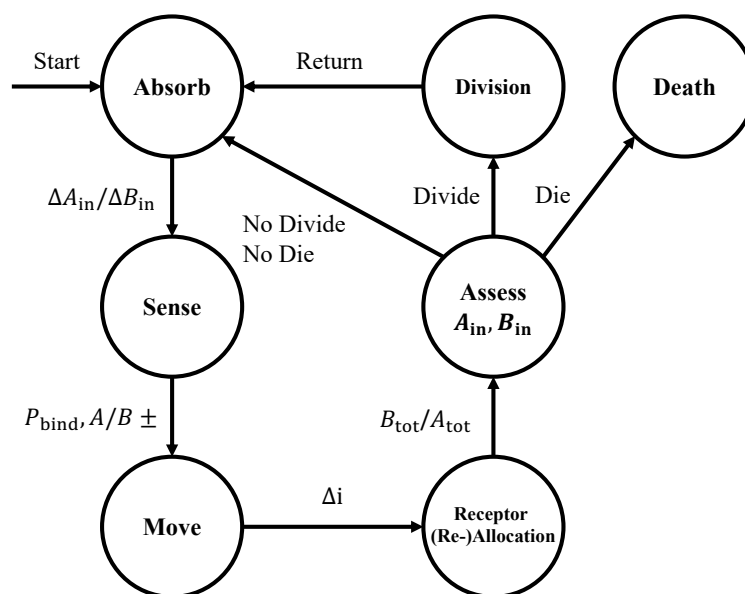 Start
Absorb
Return
Division
Death
ΔA_in/ΔB_in
No Divide
No Die
Divide
Die
Sense
Assess
A_in, B_in
P_bind, A/B ±
B_tot/A_tot
Move
Δi
Receptor
(Re-)Allocation